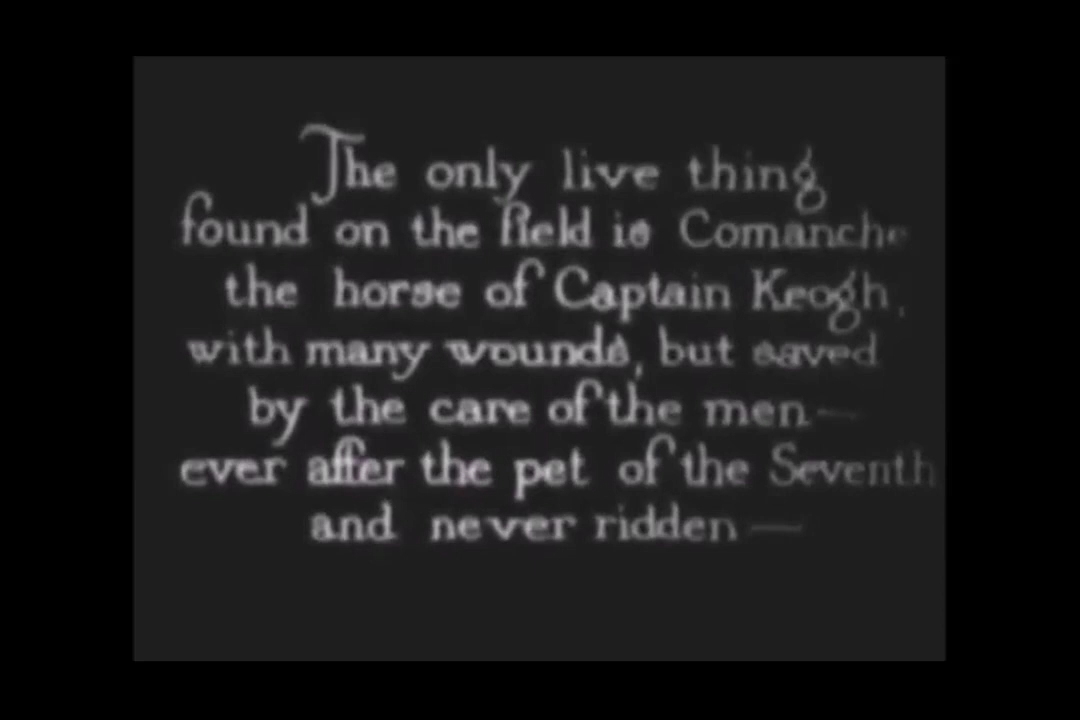 The only live thing
found on the field is Comanche
the horse of Captain Keogh,
with many wounds, but saved
by the care of the men—
ever after the pet of the Seventh
and never ridden—